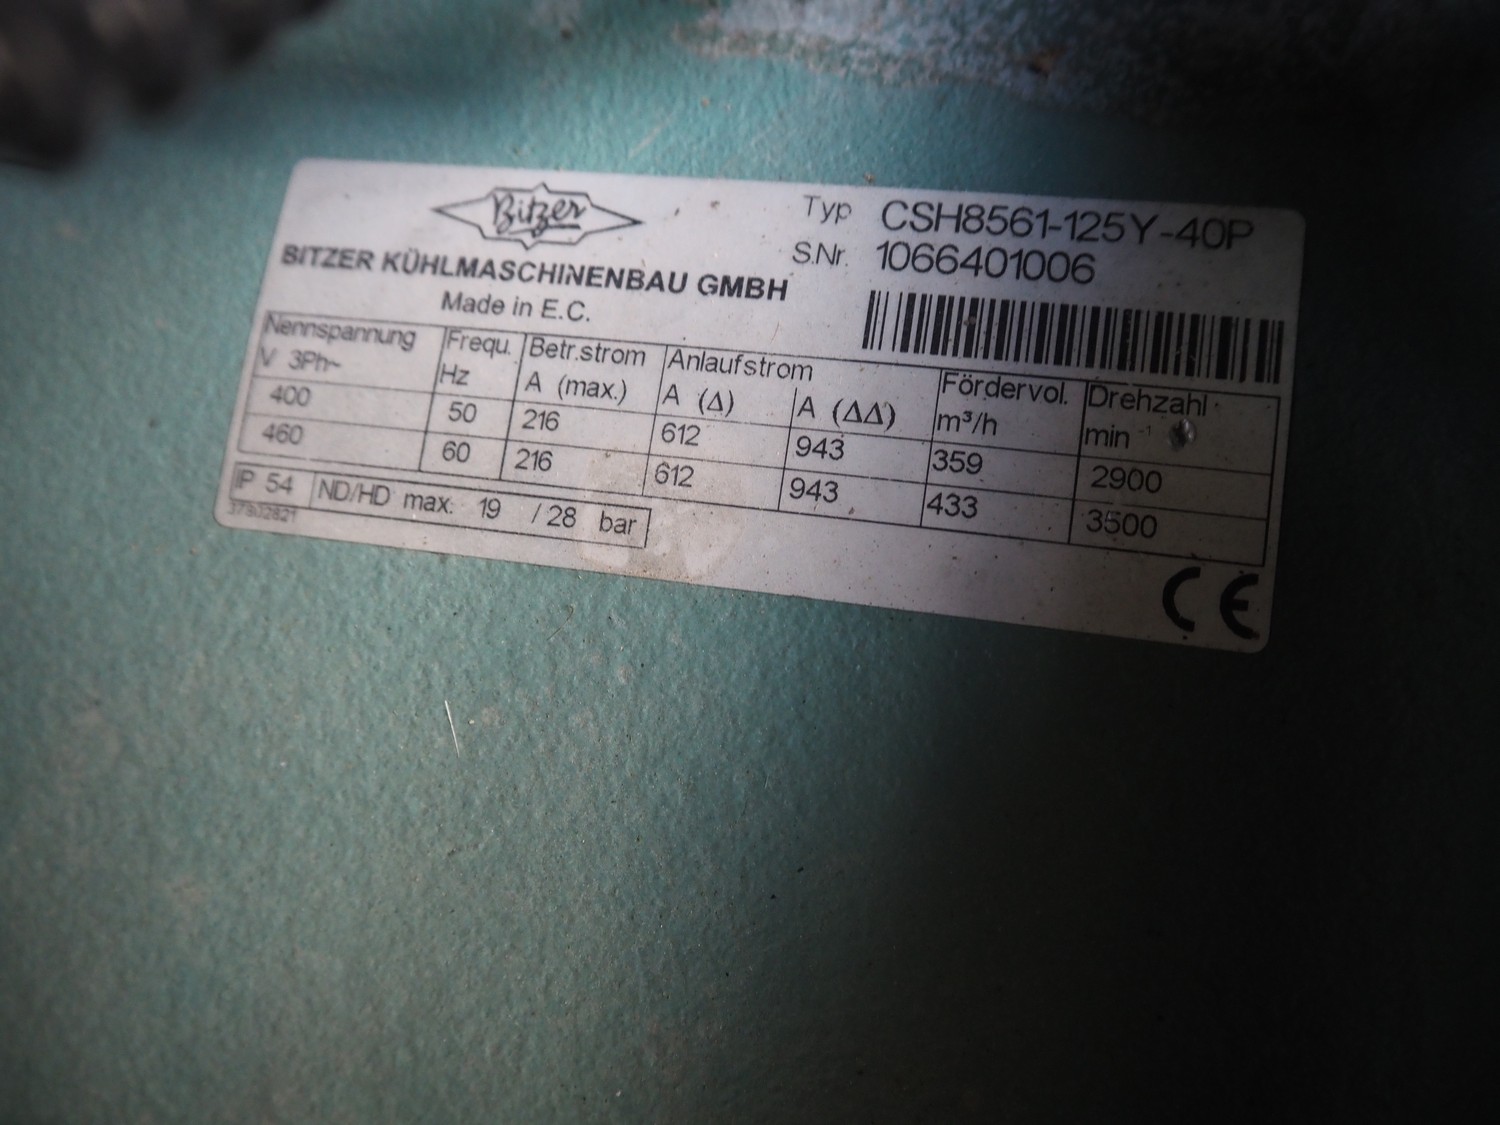 Bitzer
BITZER KÜHLMASCHINENBAU GMBH
Made in E.C.
Typ CSH8561-125Y-40P
S.Nr. 1066401006
Nennspannung Frequ. Betr.strom Anlaufstrom Fördervol. Drehzahl
V 3Ph~ Hz A (max.) A (Δ) A (ΔΔ) m³/h min -1
400 50 216 612 943 359 2900
460 60 216 612 943 433 3500
IP 54 ND/HD max: 19 / 28 bar
CE